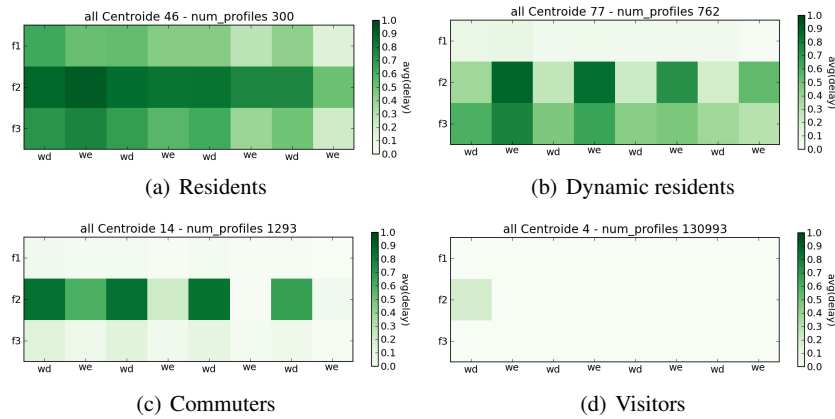 all Centroide 46 - num_profiles 300
f1
f2
f3
wd we wd we wd we wd we
1.0
0.9
0.8
0.7
0.6
0.5
0.4
0.3
0.2
0.1
0.0
avg(delay)
(a) Residents
all Centroide 77 - num_profiles 762
f1
f2
f3
wd we wd we wd we wd we
1.0
0.9
0.8
0.7
0.6
0.5
0.4
0.3
0.2
0.1
0.0
avg(delay)
(b) Dynamic residents
all Centroide 14 - num_profiles 1293
f1
f2
f3
wd we wd we wd we wd we
1.0
0.9
0.8
0.7
0.6
0.5
0.4
0.3
0.2
0.1
0.0
avg(delay)
(c) Commuters
all Centroide 4 - num_profiles 130993
f1
f2
f3
wd we wd we wd we wd we
1.0
0.9
0.8
0.7
0.6
0.5
0.4
0.3
0.2
0.1
0.0
avg(delay)
(d) Visitors